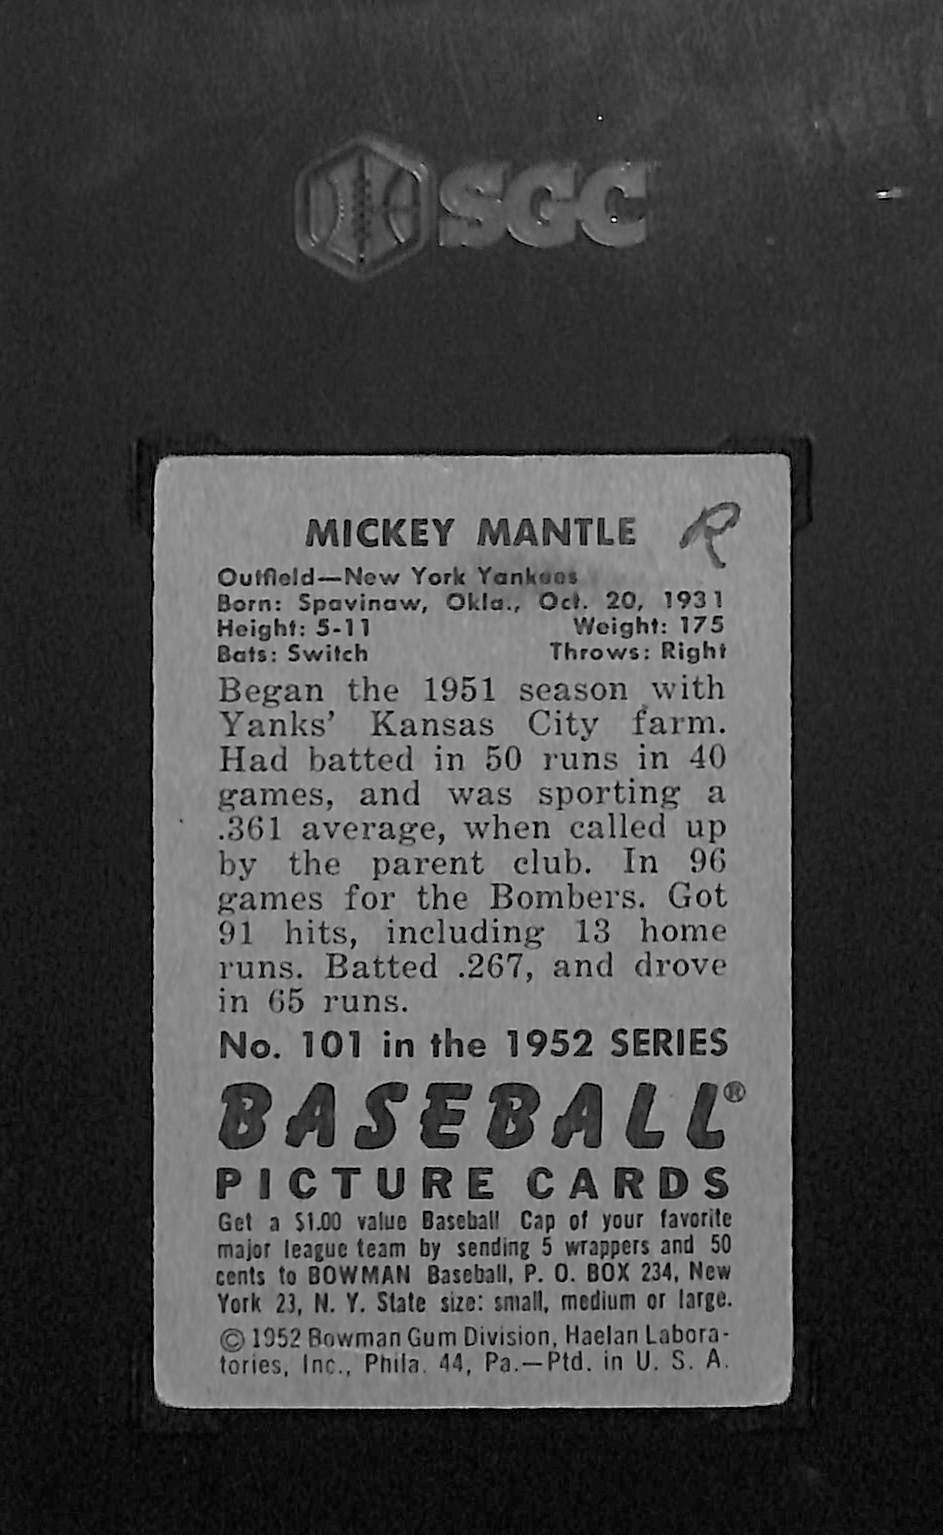 SGC
MICKEY MANTLE R
Outfield—New York Yankees
Born: Spavinaw, Okla., Oct. 20, 1931
Height: 5-11 Weight: 175
Bats: Switch Throws: Right
Began the 1951 season with
Yanks' Kansas City farm.
Had batted in 50 runs in 40
games, and was sporting a
.361 average, when called up
by the parent club. In 96
games for the Bombers. Got
91 hits, including 13 home
runs. Batted .267, and drove
in 65 runs.
No. 101 in the 1952 SERIES
BASEBALL®
PICTURE CARDS
Get a $1.00 value Baseball Cap of your favorite
major league team by sending 5 wrappers and 50
cents to BOWMAN Baseball, P. O. BOX 234, New
York 23, N. Y. State size: small, medium or large.
© 1952 Bowman Gum Division, Haelan Labora-
tories, Inc., Phila. 44, Pa.—Ptd. in U. S. A.